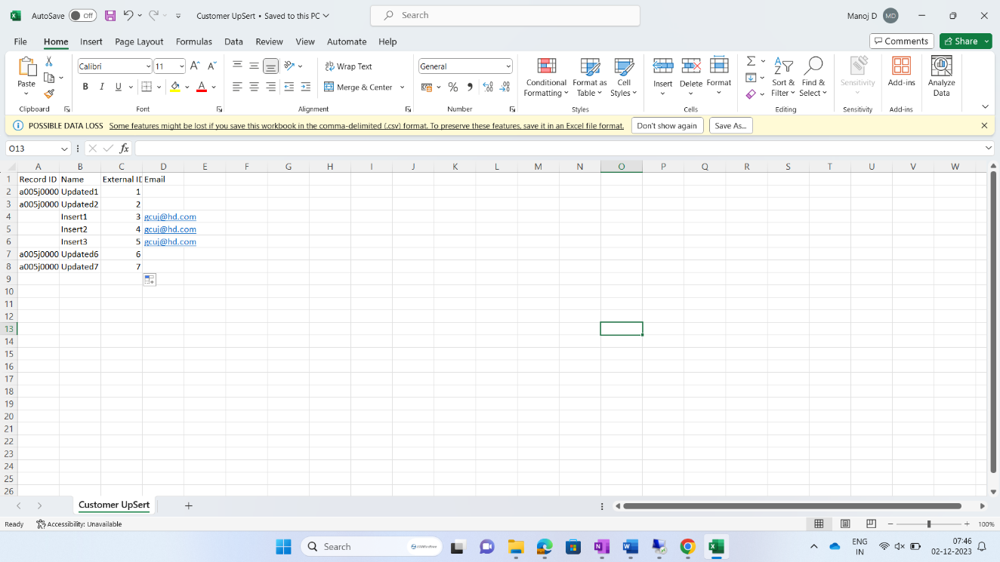 AutoSave Off Customer UpSert • Saved to this PC Search Manoj D MD
File Home Insert Page Layout Formulas Data Review View Automate Help Comments Share
Paste
Clipboard
Calibri 11
B I U A
Font
Wrap Text
Merge & Center
Alignment
General
% 
Number
Conditional Formatting
Format as Table
Cell Styles
Styles
Insert Delete Format
Cells
Sort & Filter
Find & Select
Editing
Sensitivity
Sensitivity
Add-ins
Add-ins
Analyze Data
POSSIBLE DATA LOSS Some features might be lost if you save this workbook in the comma-delimited (.csv) format. To preserve these features, save it in an Excel file format. Don't show again Save As...
O13 fx
A B C D E F G H I J K L M N O P Q R S T U V W
1 Record ID Name External ID Email
2 a005j0000 Updated1 1
3 a005j0000 Updated2 2
4 Insert1 3 gcuj@hd.com
5 Insert2 4 gcuj@hd.com
6 Insert3 5 gcuj@hd.com
7 a005j0000 Updated6 6
8 a005j0000 Updated7 7
9
10
11
12
13
14
15
16
17
18
19
20
21
22
23
24
25
26
Customer UpSert
Ready Accessibility: Unavailable 100%
Search ENG IN 07:46 02-12-2023